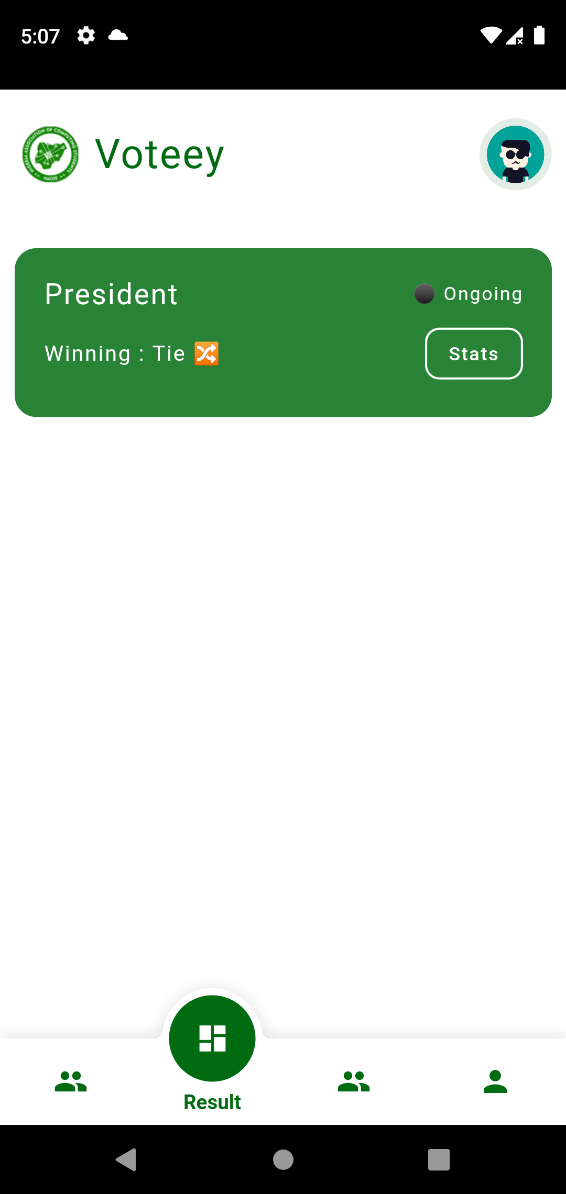 5:07
Voteey
President
Ongoing
Winning : Tie 🔀
Stats
Result